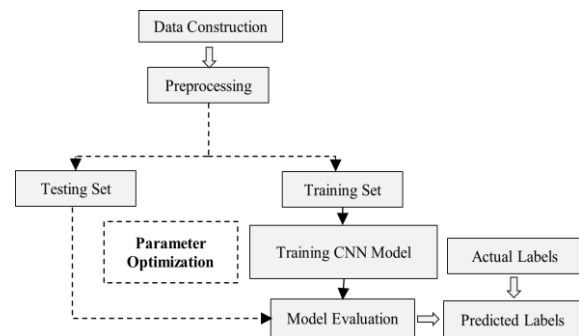 Data Construction
Preprocessing
Testing Set
Training Set
Parameter
Optimization
Training CNN Model
Actual Labels
Model Evaluation
Predicted Labels